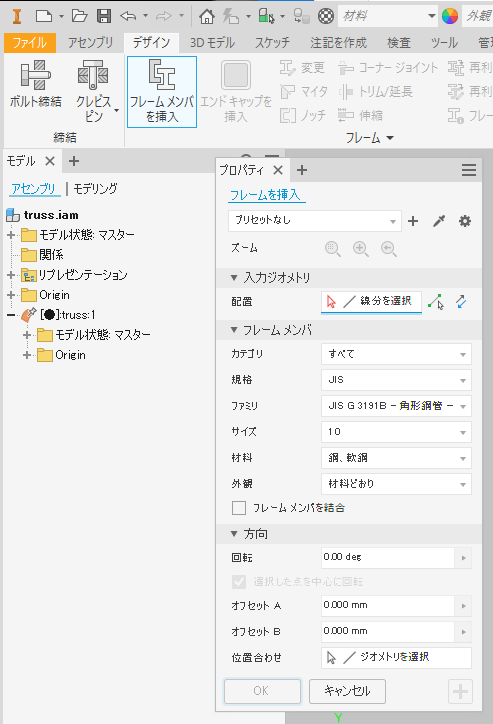 材料
外観
ファイル アセンブリ デザイン 3D モデル スケッチ 注記を作成 検査 ツール 管
ボルト締結
クレビス
ピン
フレーム メンバ
を挿入
エンド キャップを
挿入
変更
マイタ
ノッチ
コーナー ジョイント
トリム/延長
伸縮
再利
再利
フレ
締結
フレーム
モデル
アセンブリ モデリング
truss.iam
モデル状態: マスター
関係
リプレゼンテーション
Origin
[●]:truss:1
モデル状態: マスター
Origin
プロパティ
フレームを挿入
プリセットなし
ズーム
入力ジオメトリ
配置 線分を選択
フレーム メンバ
カテゴリ すべて
規格 JIS
ファミリ JIS G 3191B - 角形鋼管 -
サイズ 10
材料 鋼、軟鋼
外観 材料どおり
フレーム メンバを結合
方向
回転 0.00 deg
選択した点を中心に回転
オフセット A 0.000 mm
オフセット B 0.000 mm
位置合わせ ジオメトリを選択
OK キャンセル
Y